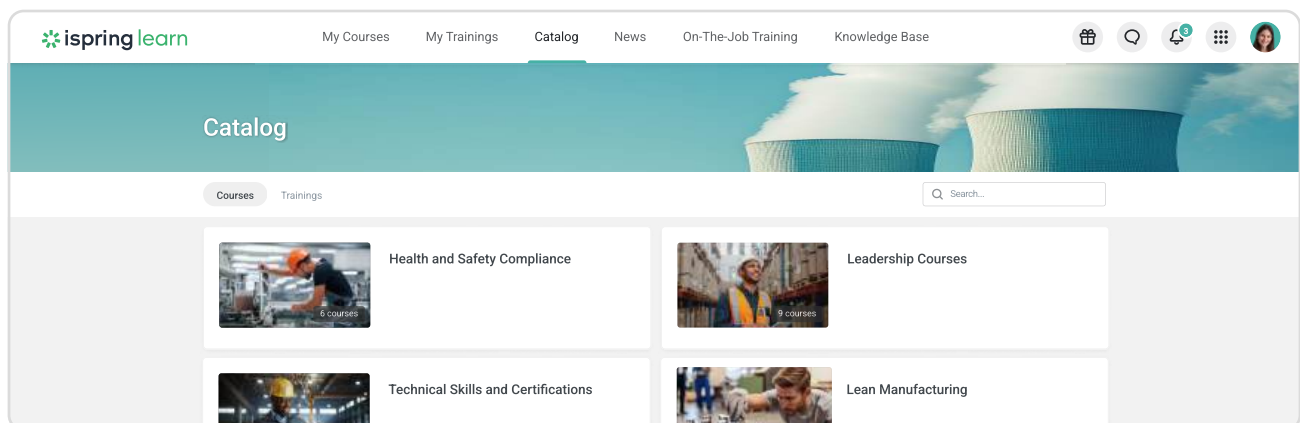 ispring learn
My Courses My Trainings Catalog News On-The-Job Training Knowledge Base
3
Catalog
Courses Trainings
Search...
Health and Safety Compliance
6 courses
Leadership Courses
9 courses
Technical Skills and Certifications
Lean Manufacturing